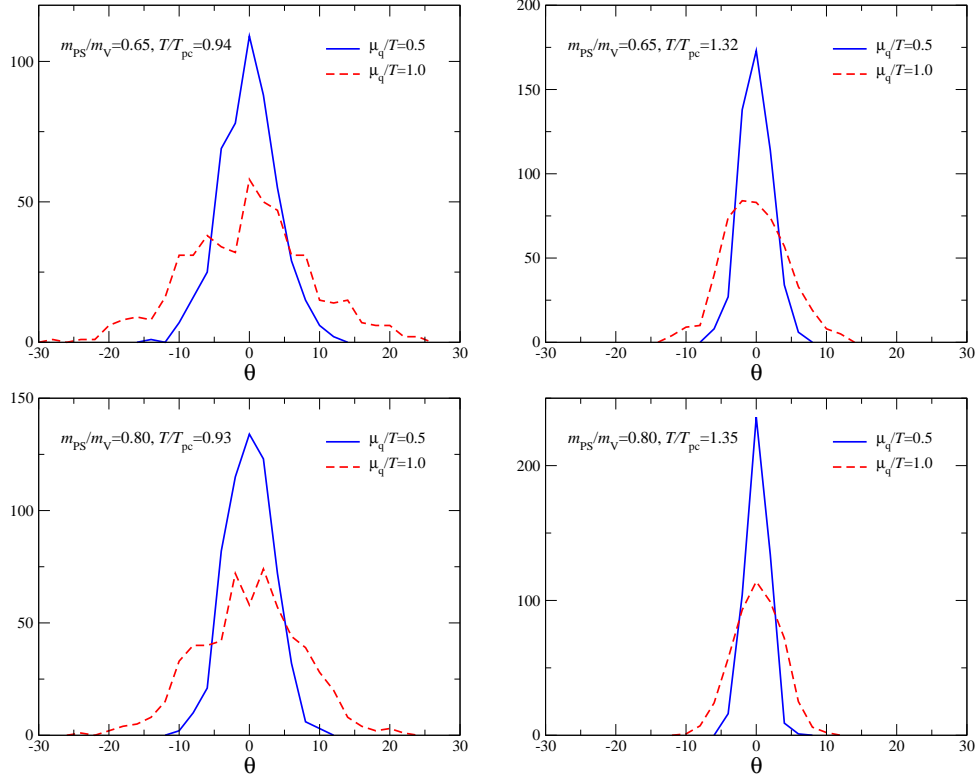 m_PS/m_V=0.65, T/T_pc=0.94
μ_q/T=0.5
μ_q/T=1.0
100
50
0
-30 -20 -10 0 10 20 30
θ
m_PS/m_V=0.65, T/T_pc=1.32
μ_q/T=0.5
μ_q/T=1.0
200
150
100
50
0
-30 -20 -10 0 10 20 30
θ
m_PS/m_V=0.80, T/T_pc=0.93
μ_q/T=0.5
μ_q/T=1.0
150
100
50
0
-30 -20 -10 0 10 20 30
θ
m_PS/m_V=0.80, T/T_pc=1.35
μ_q/T=0.5
μ_q/T=1.0
200
100
0
-30 -20 -10 0 10 20 30
θ